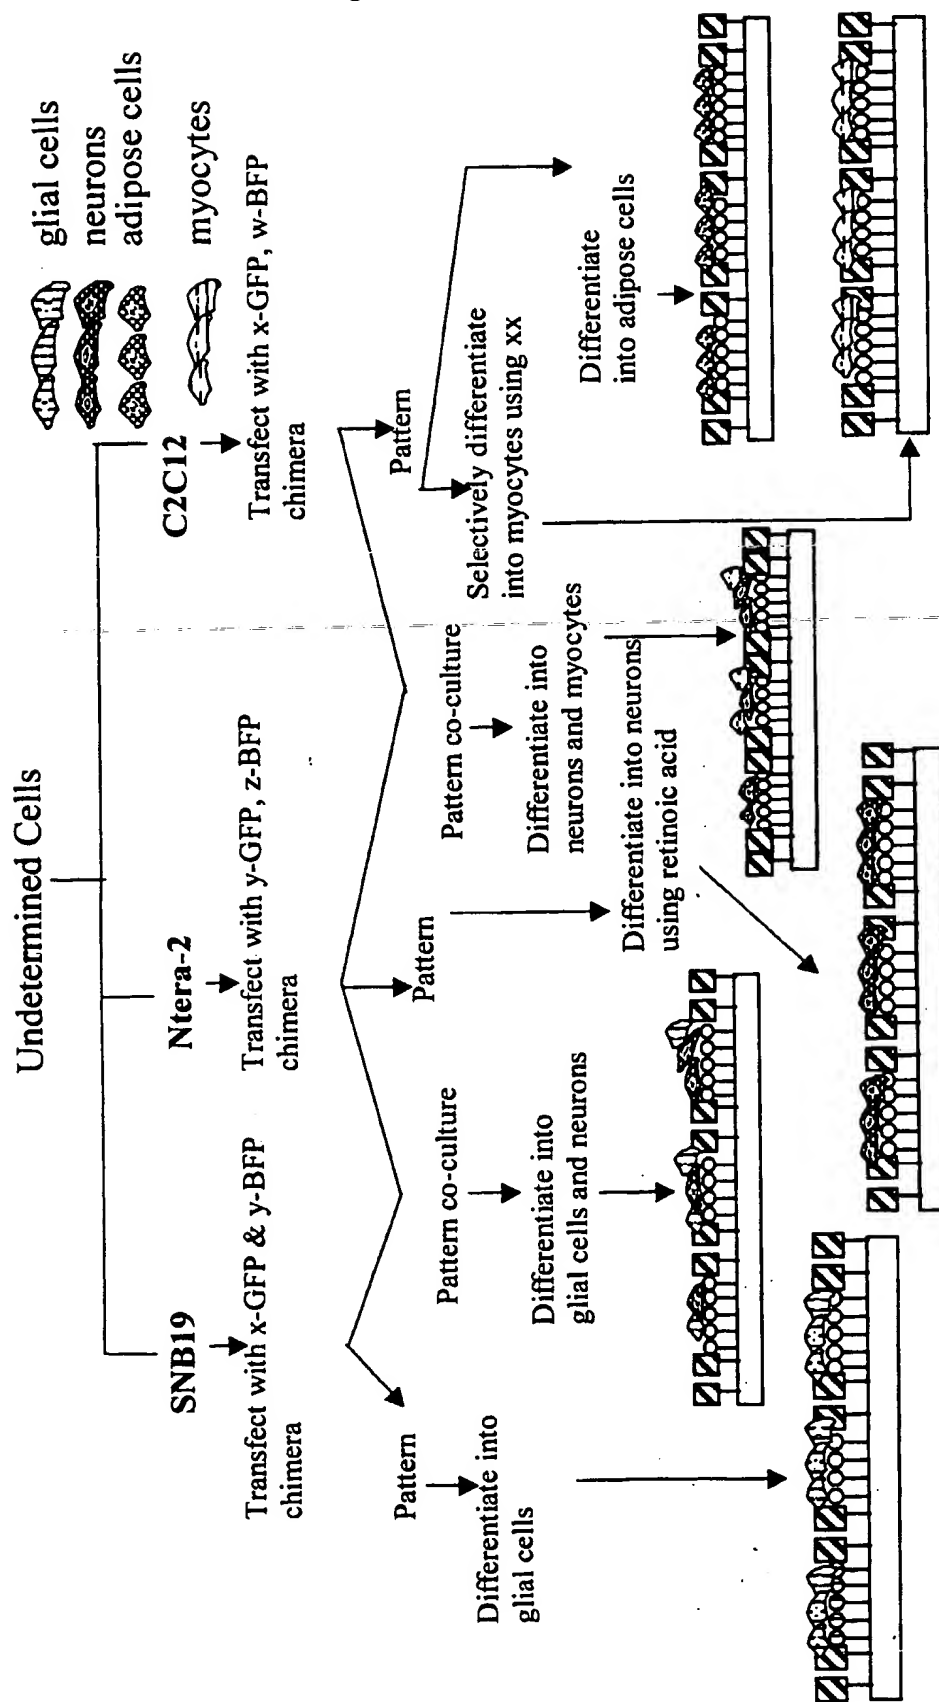 Undetermined Cells
glial cells
neurons
adipose cells
myocytes
SNB19
Transfect with x-GFP & y-BFP
chimera
Ntera-2
Transfect with y-GFP, z-BFP
chimera
C2C12
Transfect with x-GFP, w-BFP
chimera
Pattern
Differentiate into
glial cells
Pattern co-culture
Differentiate into
glial cells and neurons
Pattern
Differentiate into neurons
using retinoic acid
Pattern co-culture
Differentiate into
neurons and myocytes
Pattern
Selectively differentiate
into myocytes using xx
Differentiate
into adipose cells